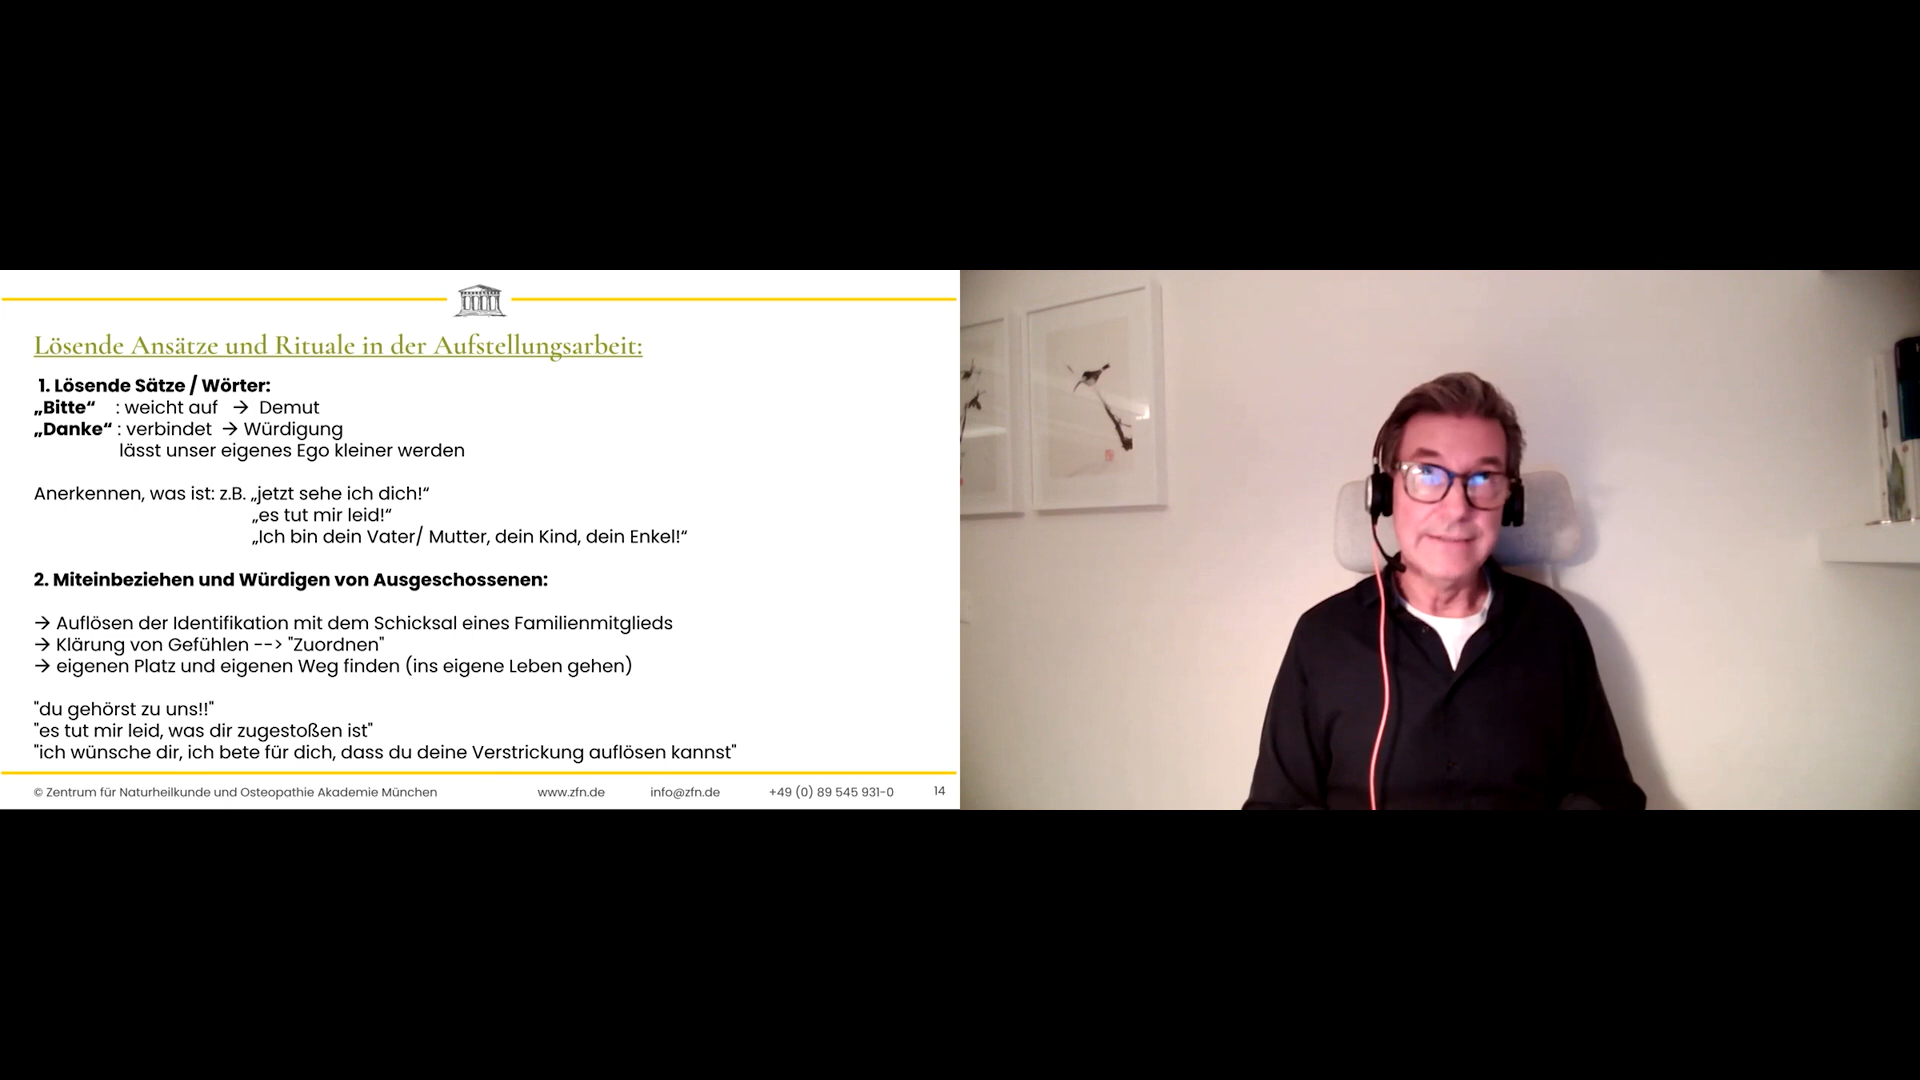 Lösende Ansätze und Rituale in der Aufstellungsarbeit:
1. Lösende Sätze / Wörter:
„Bitte“ : weicht auf → Demut
„Danke“ : verbindet → Würdigung
lässt unser eigenes Ego kleiner werden
Anerkennen, was ist: z.B. „jetzt sehe ich dich!“
„es tut mir leid!“
„Ich bin dein Vater/ Mutter, dein Kind, dein Enkel!“
2. Miteinbeziehen und Würdigen von Ausgeschossenen:
→ Auflösen der Identifikation mit dem Schicksal eines Familienmitglieds
→ Klärung von Gefühlen --> "Zuordnen"
→ eigenen Platz und eigenen Weg finden (ins eigene Leben gehen)
"du gehörst zu uns!!"
"es tut mir leid, was dir zugestoßen ist"
"ich wünsche dir, ich bete für dich, dass du deine Verstrickung auflösen kannst"
© Zentrum für Naturheilkunde und Osteopathie Akademie München www.zfn.de info@zfn.de +49 (0) 89 545 931-0 14